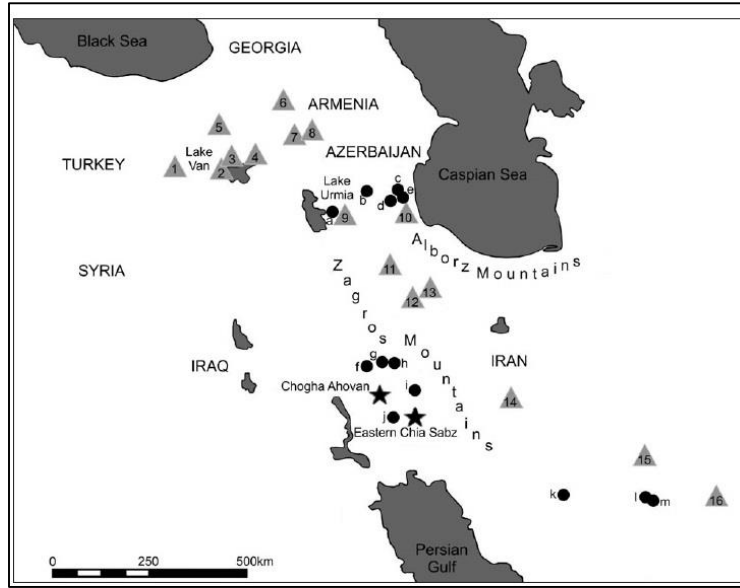 Black Sea
GEORGIA
6
ARMENIA
5
7
8
Lake
Van
3
4
AZERBAIJAN
TURKEY
1
2
Caspian Sea
Lake
Urmia
c
b
e
d
a
9
10
Alborz Mountains
SYRIA
11
Zagros Mountains
13
12
IRAQ
g
f
h
IRAN
i
Chogha Ahovan
14
j
Eastern Chia Sabz
15
k
l
m
16
Persian
Gulf
0
250
500km